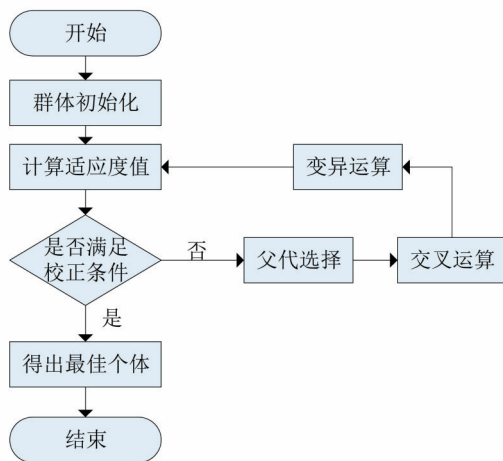 开始
群体初始化
计算适应度值
变异运算
是否满足
校正条件
否
父代选择
交叉运算
是
得出最佳个体
结束